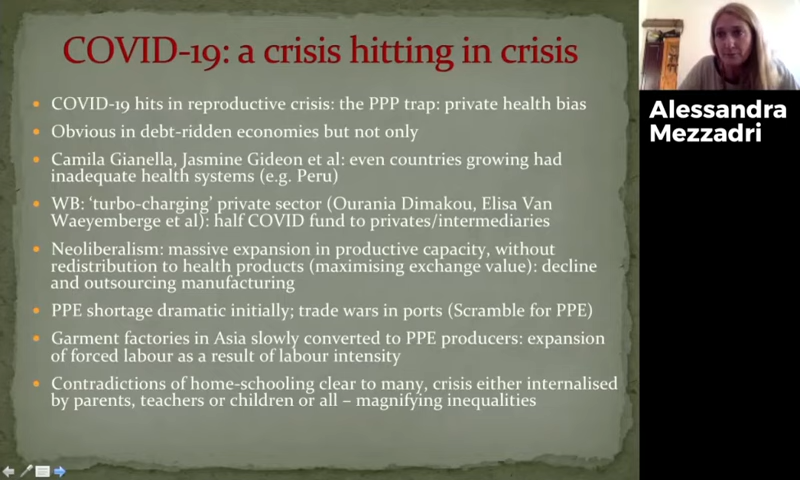 COVID-19: a crisis hitting in crisis
• COVID-19 hits in reproductive crisis: the PPP trap: private health bias
• Obvious in debt-ridden economies but not only
• Camila Gianella, Jasmine Gideon et al: even countries growing had
inadequate health systems (e.g. Peru)
• WB: ‘turbo-charging’ private sector (Ourania Dimakou, Elisa Van
Waeyemberge et al): half COVID fund to privates/intermediaries
• Neoliberalism: massive expansion in productive capacity, without
redistribution to health products (maximising exchange value): decline
and outsourcing manufacturing
• PPE shortage dramatic initially; trade wars in ports (Scramble for PPE)
• Garment factories in Asia slowly converted to PPE producers: expansion
of forced labour as a result of labour intensity
• Contradictions of home-schooling clear to many, crisis either internalised
by parents, teachers or children or all – magnifying inequalities
Alessandra
Mezzadri